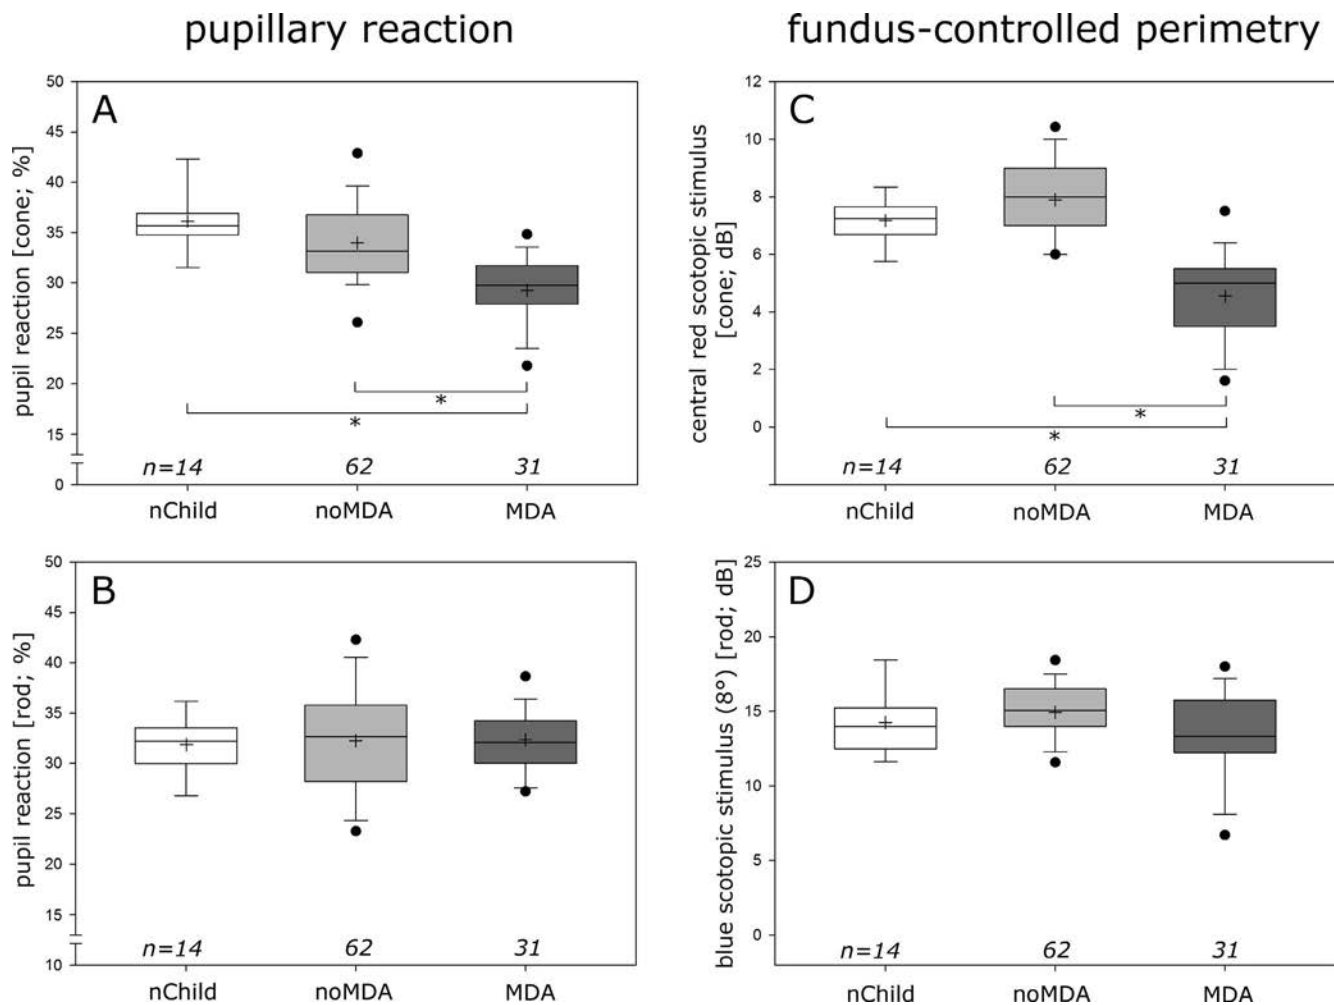 pupillary reaction
fundus-controlled perimetry
A
pupil reaction [cone; %]
50
45
40
35
30
25
20
15
0
*
*
n=14 62 31
nChild noMDA MDA
C
central red scotopic stimulus
[cone; dB]
12
10
8
6
4
2
0
*
*
n=14 62 31
nChild noMDA MDA
B
pupil reaction [rod; %]
50
45
40
35
30
25
20
13
10
n=14 62 31
nChild noMDA MDA
D
blue scotopic stimulus (8°) [rod; dB]
25
20
15
10
5
0
n=14 62 31
nChild noMDA MDA